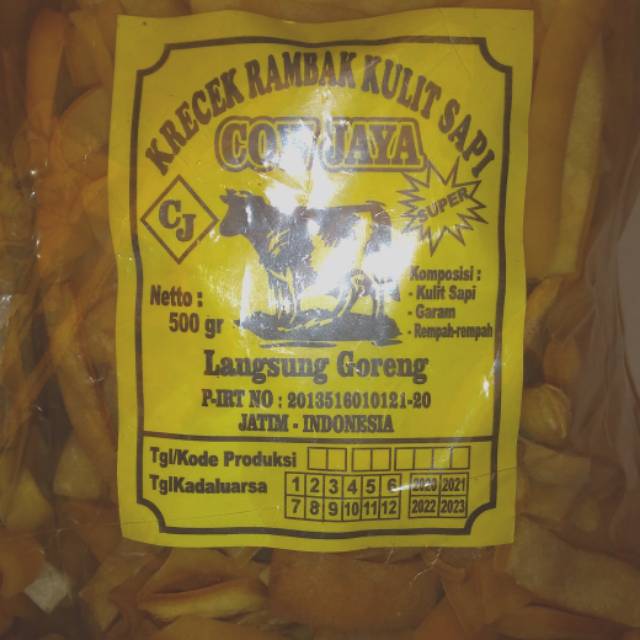 KRECEK RAMBAK KULIT SAPI
COW JAYA
CJ
SUPER
Komposisi :
- Kulit Sapi
- Garam
- Rempah-rempah
Netto :
500 gr
Langsung Goreng
P-IRT NO : 2013516010121-20
JATIM - INDONESIA
Tgl/Kode Produksi
TglKadaluarsa
1 2 3 4 5 6 2020 2021
7 8 9 10 11 12 2022 2023